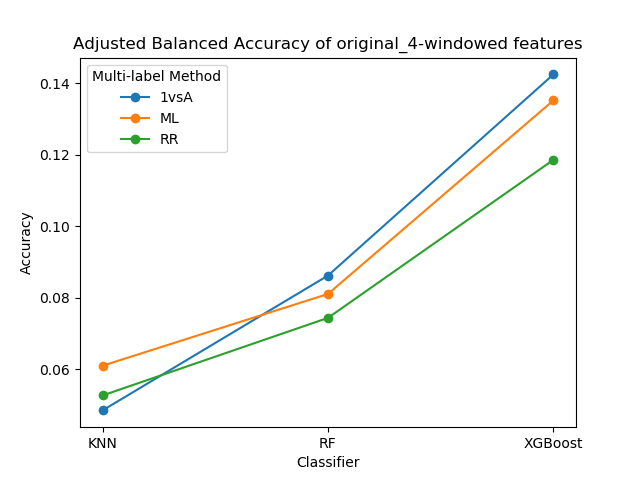 Adjusted Balanced Accuracy of original_4-windowed features
Multi-label Method
1vsA
ML
RR
0.14
0.12
0.10
0.08
0.06
Accuracy
KNN
RF
XGBoost
Classifier